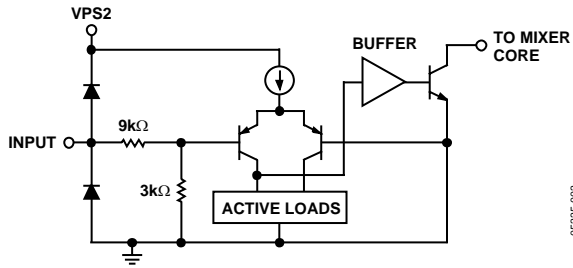 VPS2
TO MIXER
CORE
BUFFER
INPUT
9kΩ
3kΩ
ACTIVE LOADS